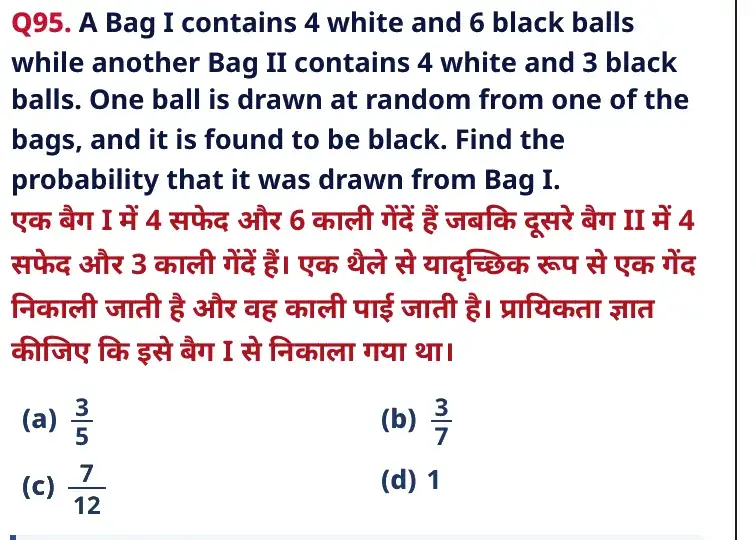 Q95. A Bag I contains 4 white and 6 black balls
while another Bag II contains 4 white and 3 black
balls. One ball is drawn at random from one of the
bags, and it is found to be black. Find the
probability that it was drawn from Bag I.
एक बैग I में 4 सफेद और 6 काली गेंदें हैं जबकि दूसरे बैग II में 4
सफेद और 3 काली गेंदें हैं। एक थैले से यादृच्छिक रूप से एक गेंद
निकाली जाती है और वह काली पाई जाती है। प्रायिकता ज्ञात
कीजिए कि इसे बैग I से निकाला गया था।
(a) 3/5 (b) 3/7
(c) 7/12 (d) 1